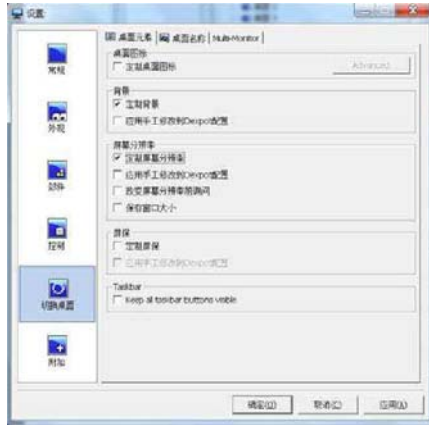 设置
桌面元素 桌面名称 Multi-Monitor
常规
外观
部件
控制
切换桌面
附加
桌面图标
定制桌面图标
Advanced
背景
定制背景
应用手工修改到Dexpot配置
屏幕分辨率
定制屏幕分辨率
应用手工修改到Dexpot配置
改变屏幕分辨率前询问
保存窗口大小
屏保
定制屏保
应用手工修改到Dexpot配置
Taskbar
Keep all taskbar buttons visible
确定(O)
取消(C)
应用(A)